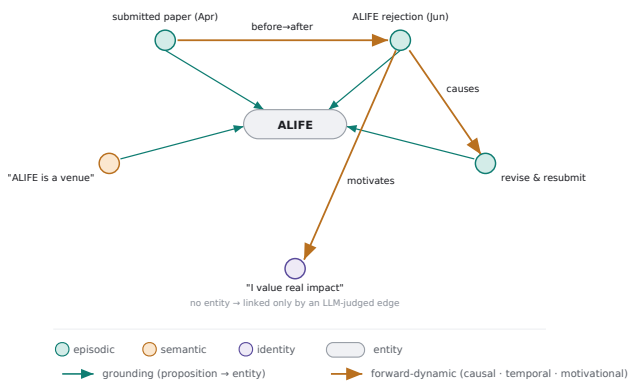 submitted paper (Apr)
ALIFE rejection (Jun)
before→after
causes
ALIFE
"ALIFE is a venue"
motivates
revise & resubmit
"I value real impact"
no entity → linked only by an LLM-judged edge
episodic
semantic
identity
entity
grounding (proposition → entity)
forward-dynamic (causal · temporal · motivational)